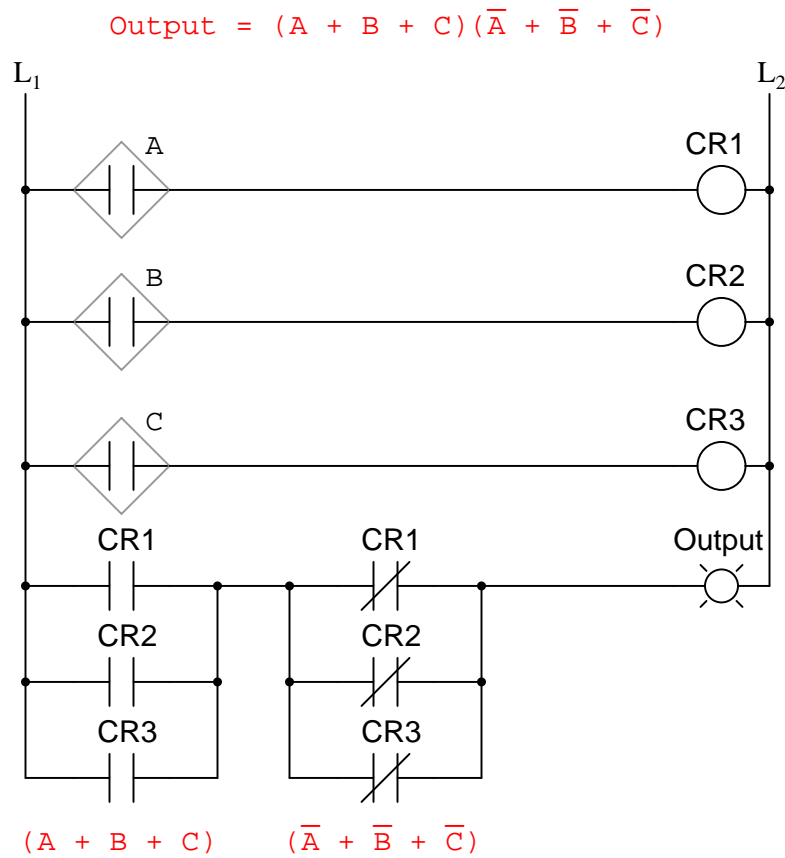 Output = (A + B + C)(A̅ + B̅ + C̅)
L₁ L₂
A CR1
B CR2
C CR3
CR1 CR1 Output
CR2 CR2
CR3 CR3
(A + B + C) (A̅ + B̅ + C̅)